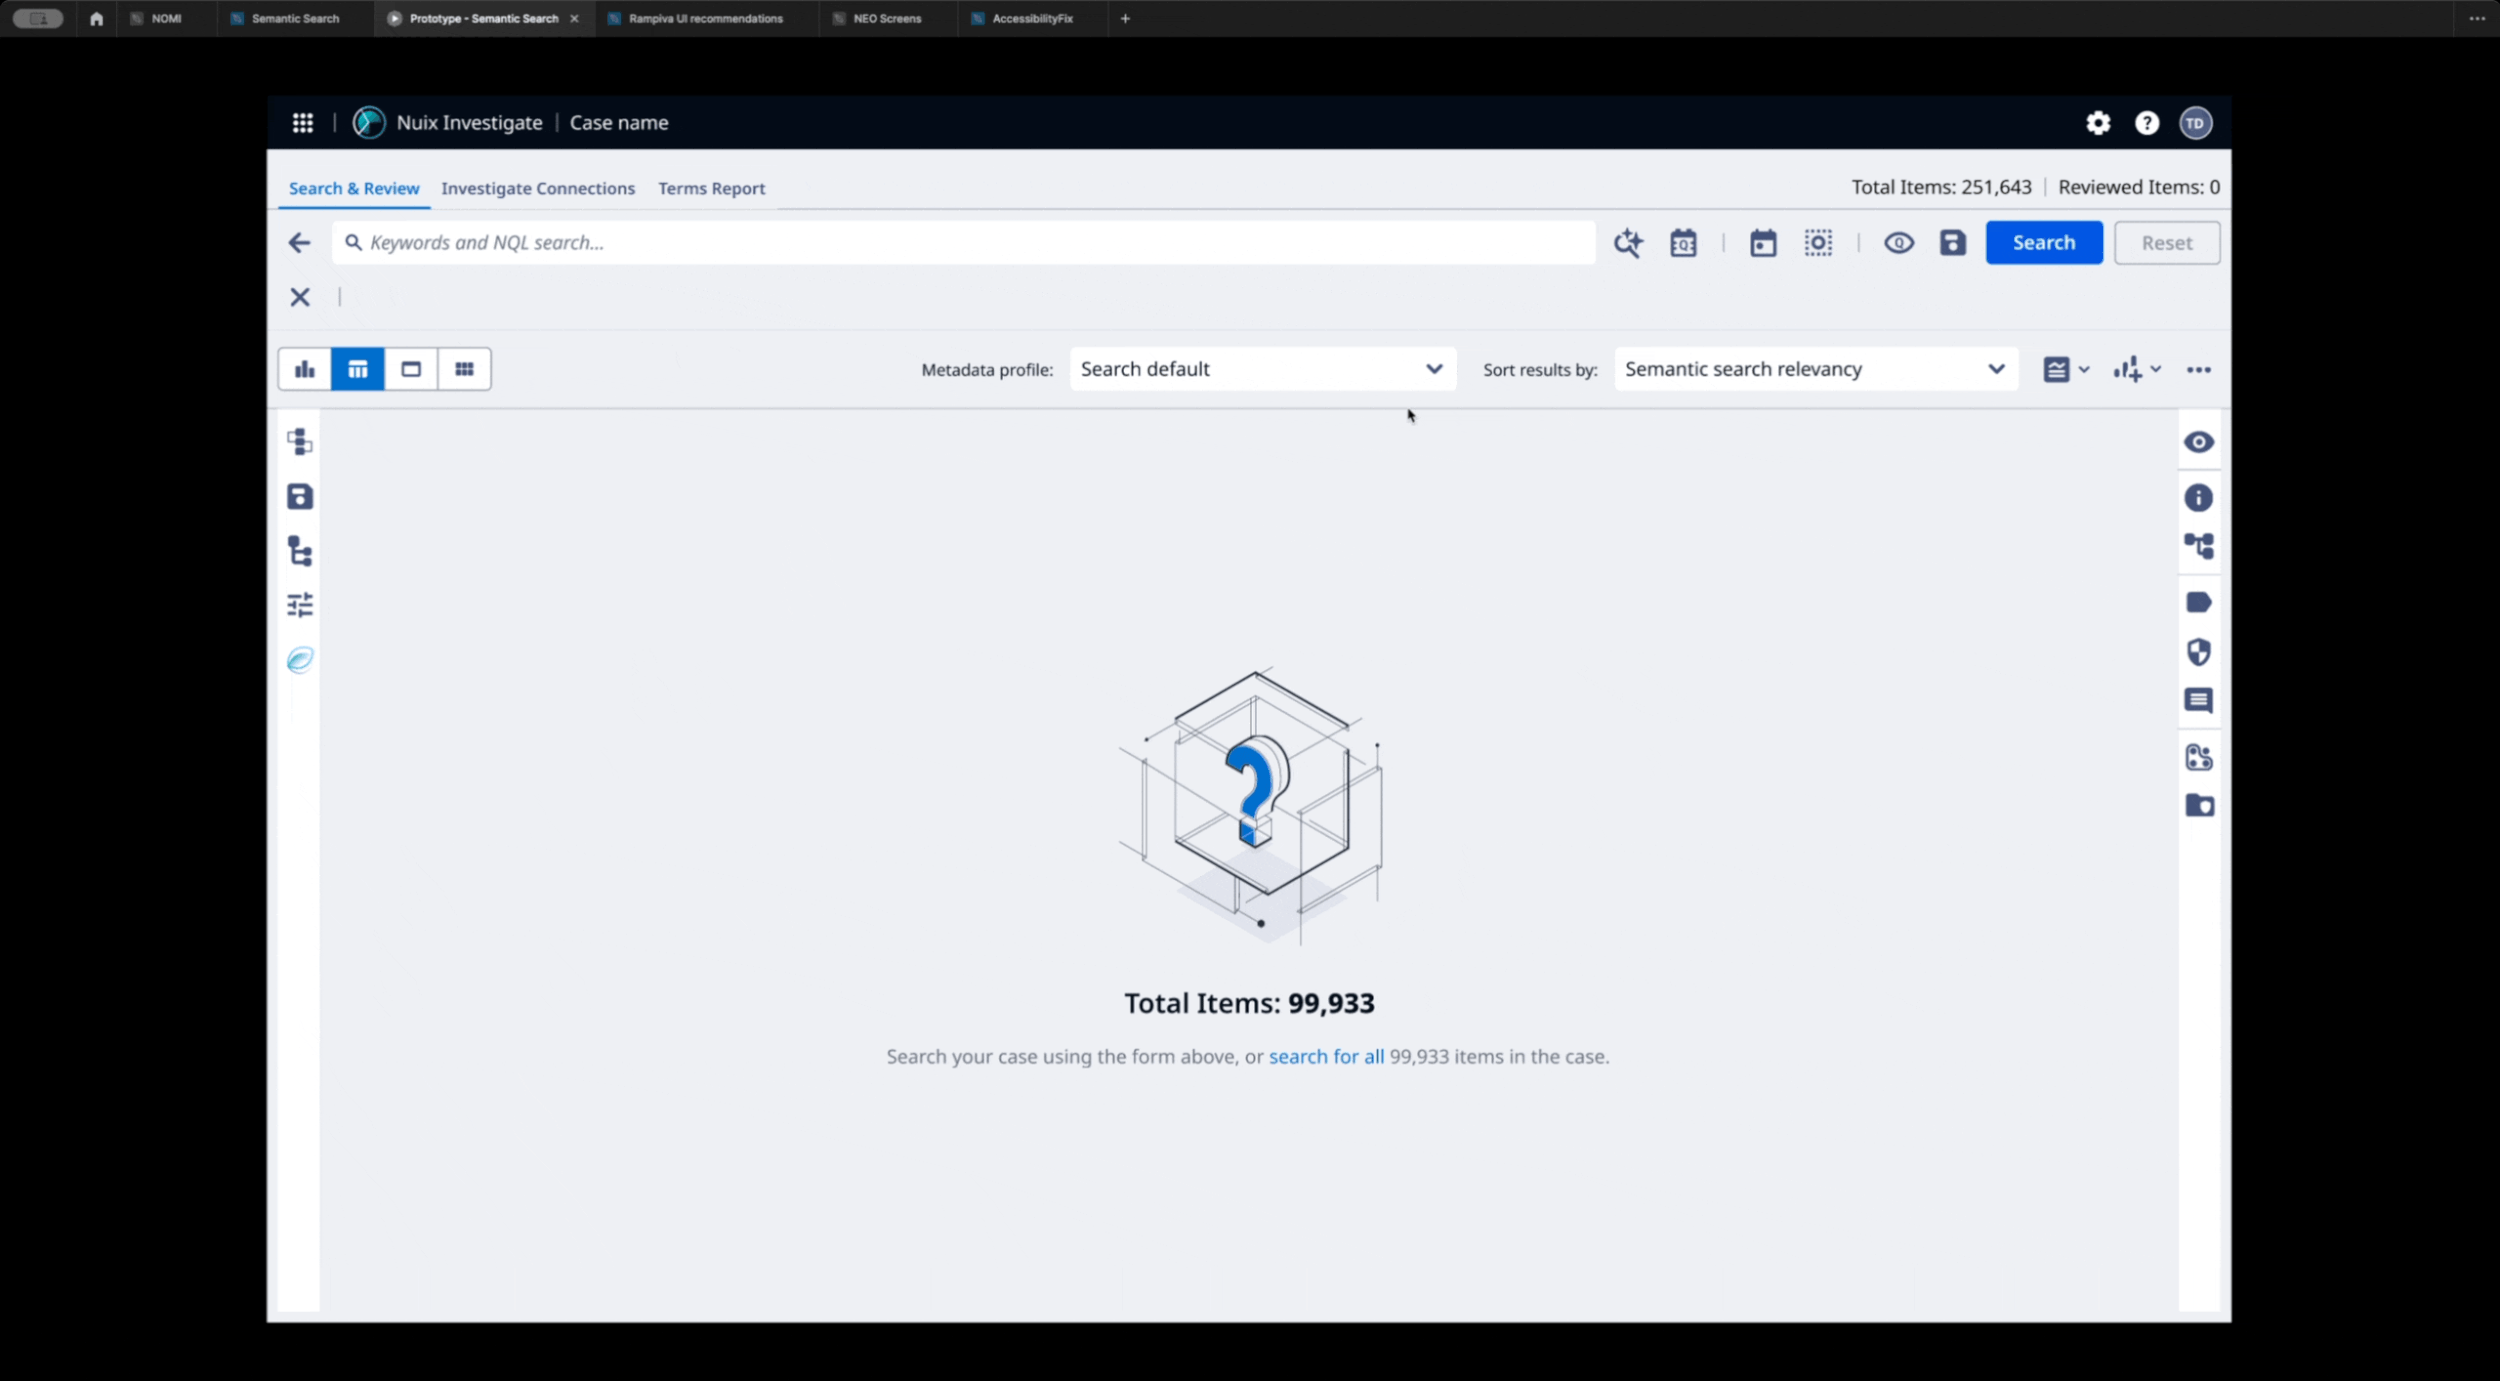 NOMI
Semantic Search
Prototype - Semantic Search
Rampiva UI recommendations
NEO Screens
AccessibilityFix
Nuix Investigate | Case name
TD
Search & Review
Investigate Connections
Terms Report
Total Items: 251,643 | Reviewed Items: 0
Keywords and NQL search...
Search
Reset
Metadata profile:
Search default
Sort results by:
Semantic search relevancy
Total Items: 99,933
Search your case using the form above, or search for all 99,933 items in the case.